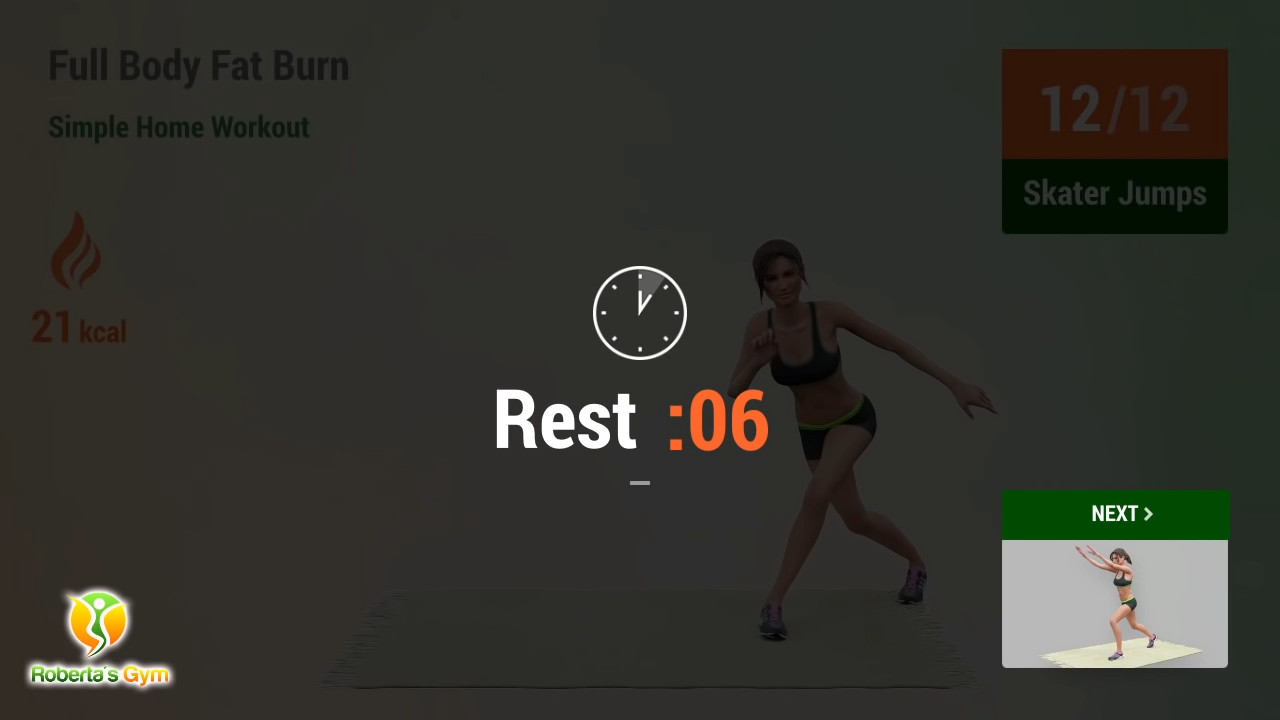 Full Body Fat Burn
Simple Home Workout
12/12
Skater Jumps
21 kcal
Rest :06
NEXT >
Roberta´s Gym